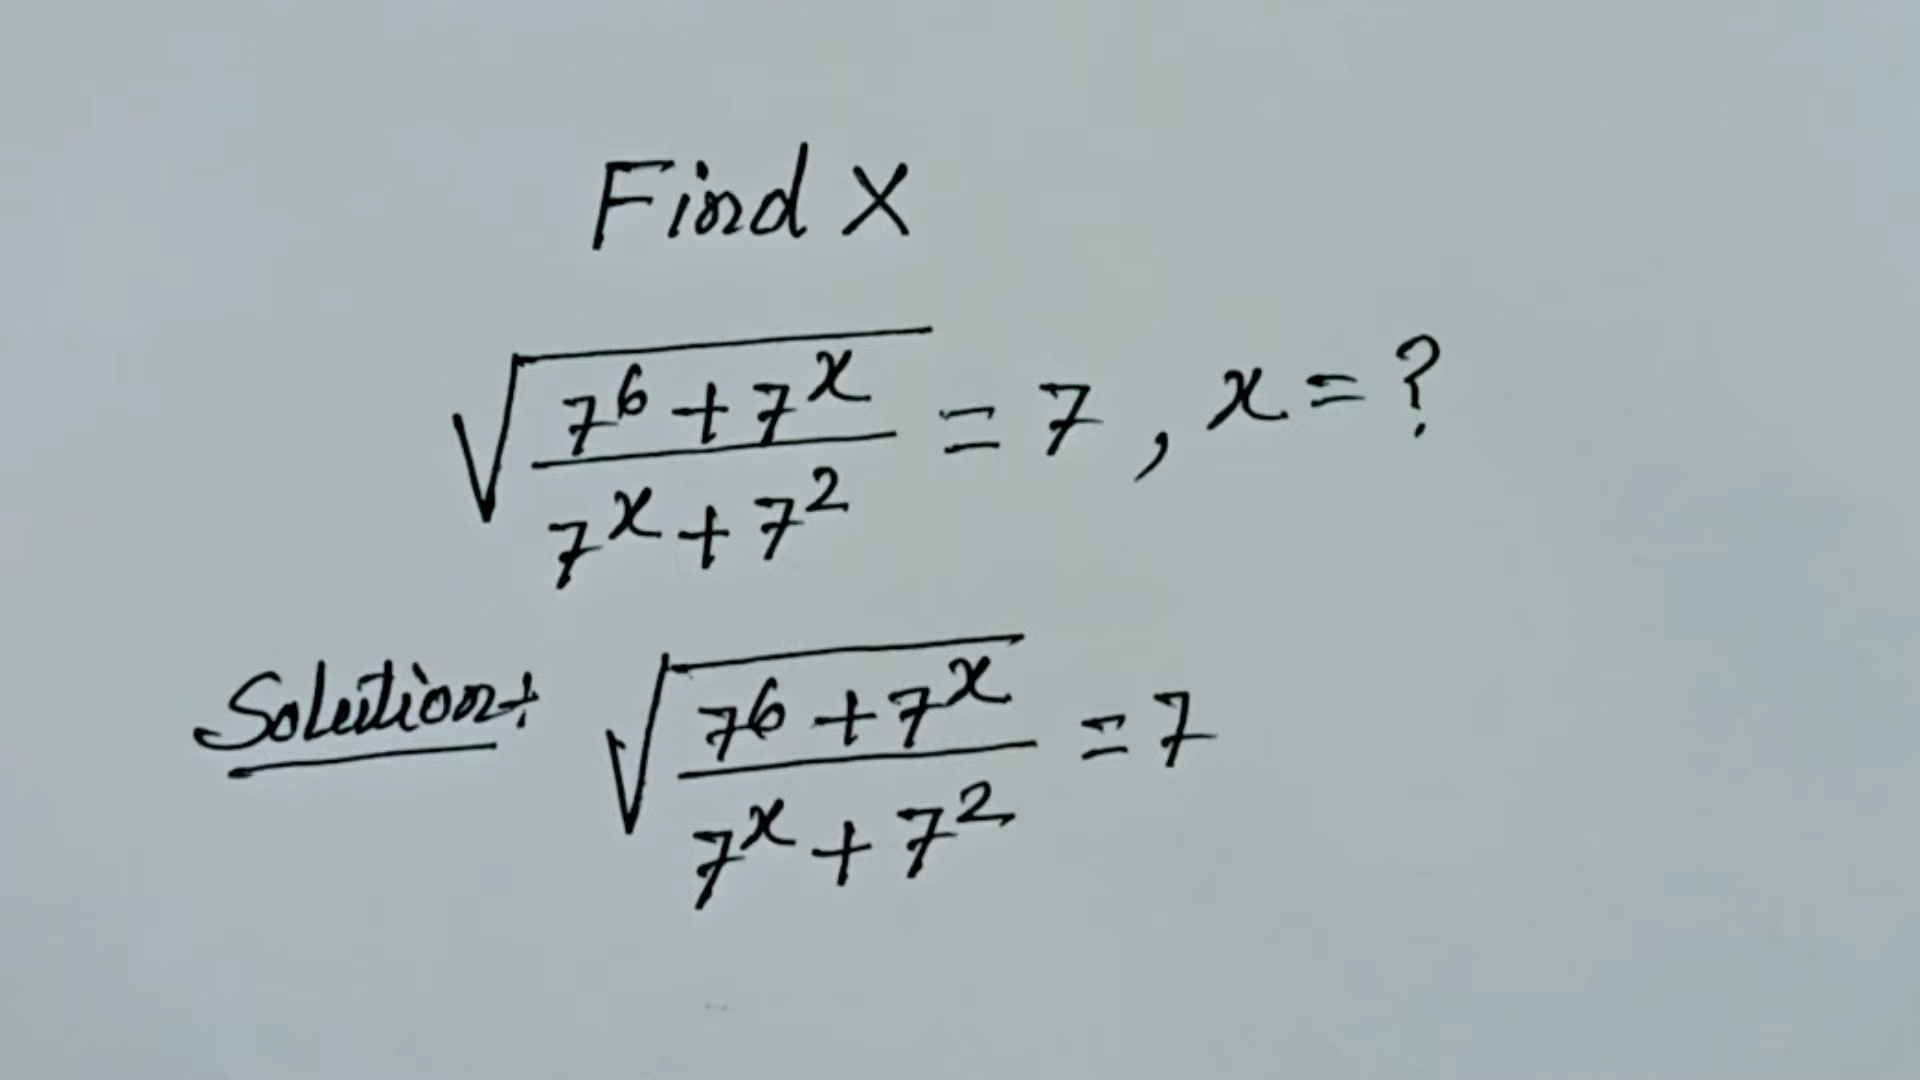 Find X
√((7^6 + 7^x)/(7^x + 7^2)) = 7, x = ?
Solution: √((7^6 + 7^x)/(7^x + 7^2)) = 7